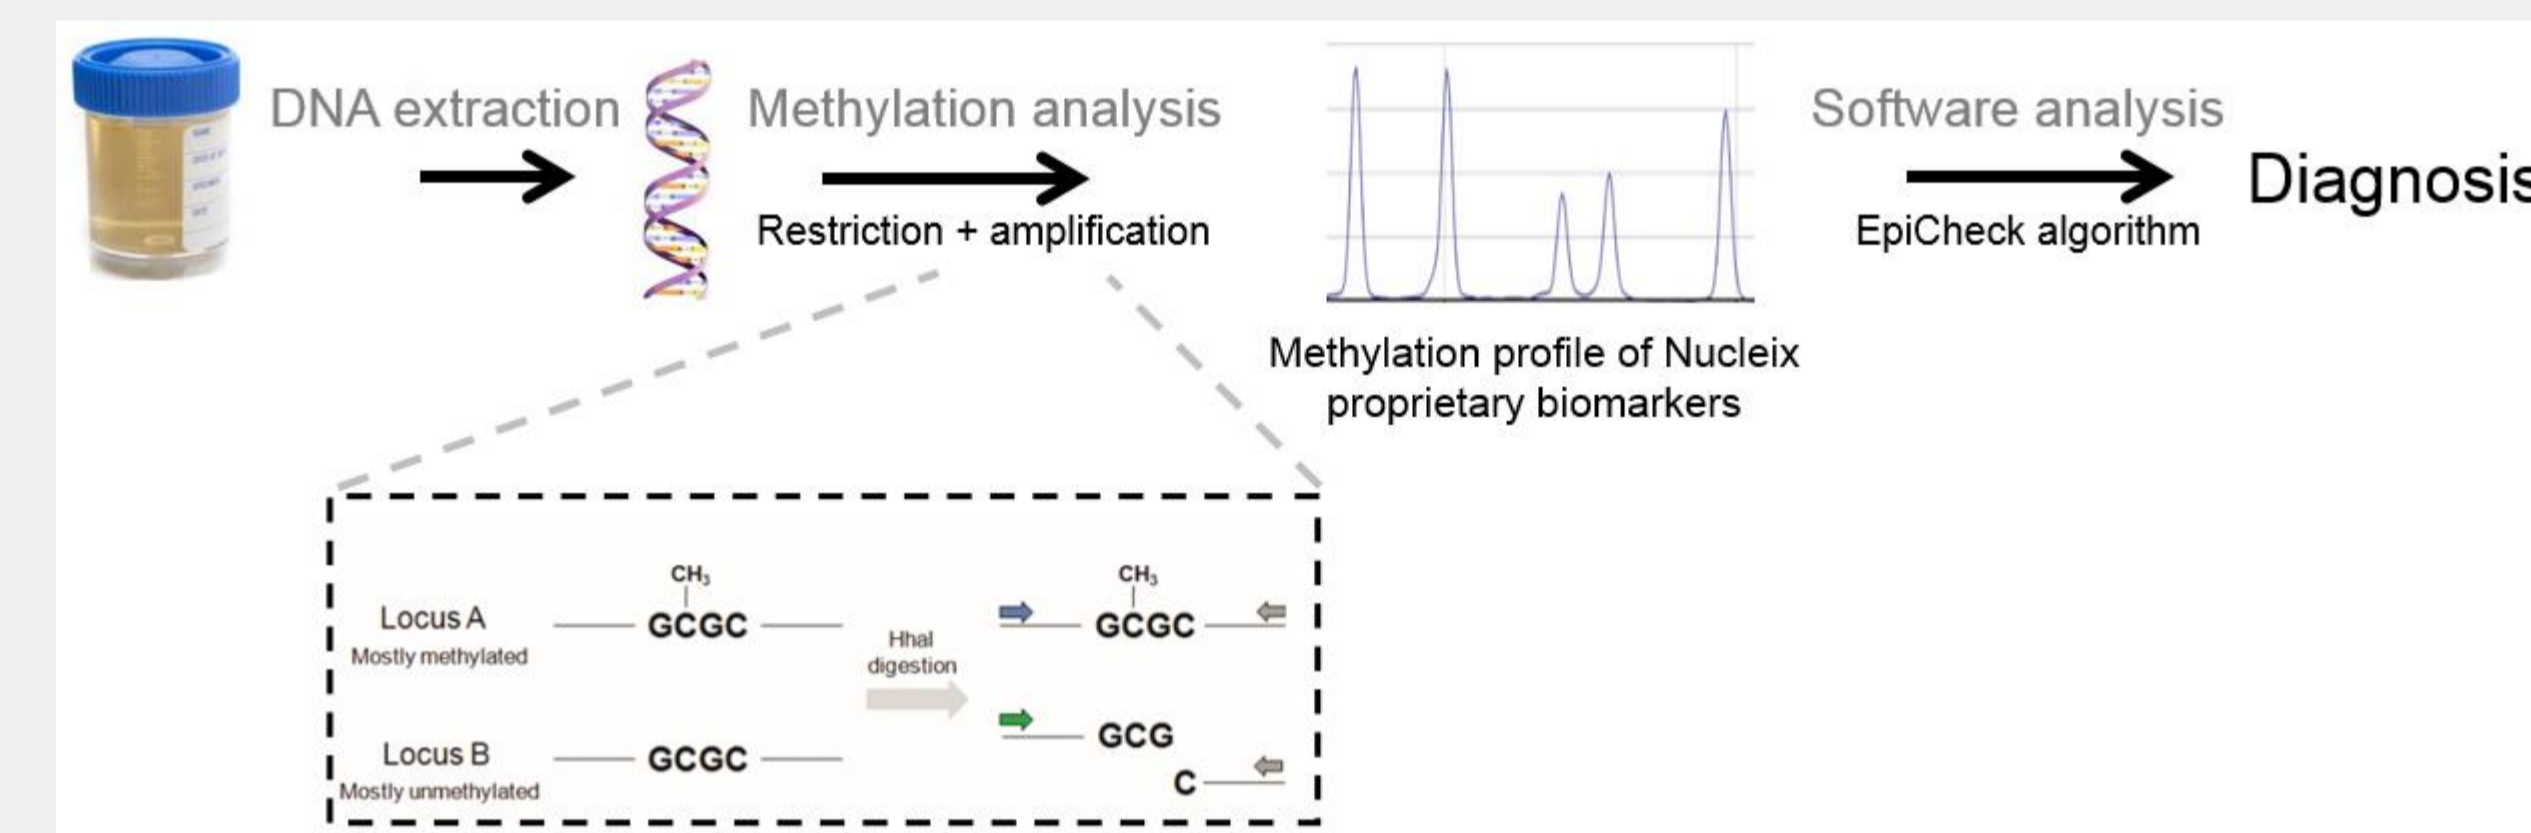 DNA extraction
Methylation analysis
Restriction + amplification
Software analysis
EpiCheck algorithm
Diagnosis
Methylation profile of Nucleix
proprietary biomarkers
CH₃
Locus A
GCGC
Mostly methylated
HhaI
digestion
CH₃
GCGC
Locus B
GCGC
Mostly unmethylated
GCG
C